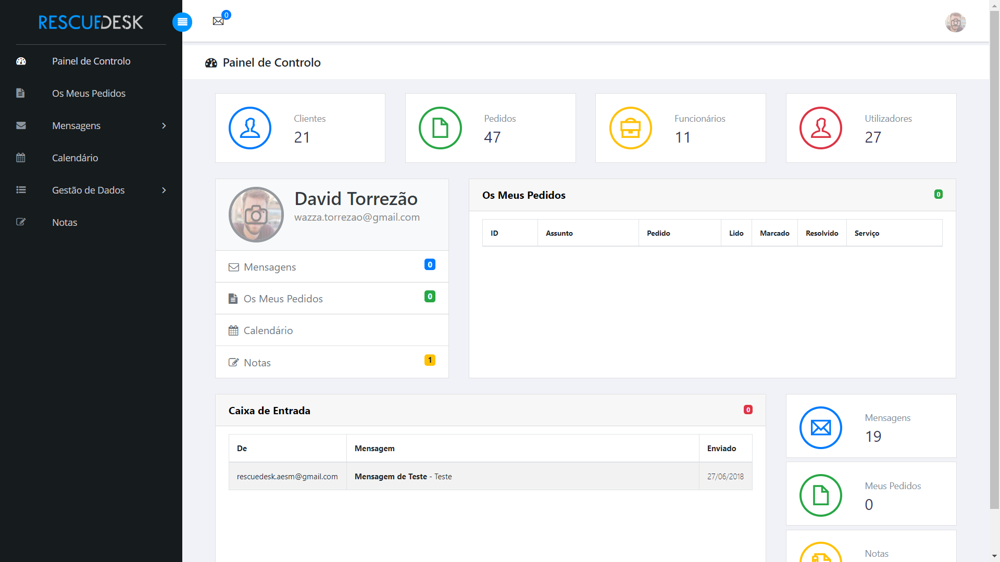 RESCUEDESK
0
Painel de Controlo
Os Meus Pedidos
Mensagens
Calendário
Gestão de Dados
Notas
Painel de Controlo
Clientes
21
Pedidos
47
Funcionários
11
Utilizadores
27
David Torrezão
wazza.torrezao@gmail.com
Mensagens 0
Os Meus Pedidos 0
Calendário
Notas 1
Os Meus Pedidos 0
ID Assunto Pedido Lido Marcado Resolvido Serviço
Caixa de Entrada 0
De Mensagem Enviado
rescuedesk.aesm@gmail.com Mensagem de Teste - Teste 27/06/2018
Mensagens
19
Meus Pedidos
0
Notas